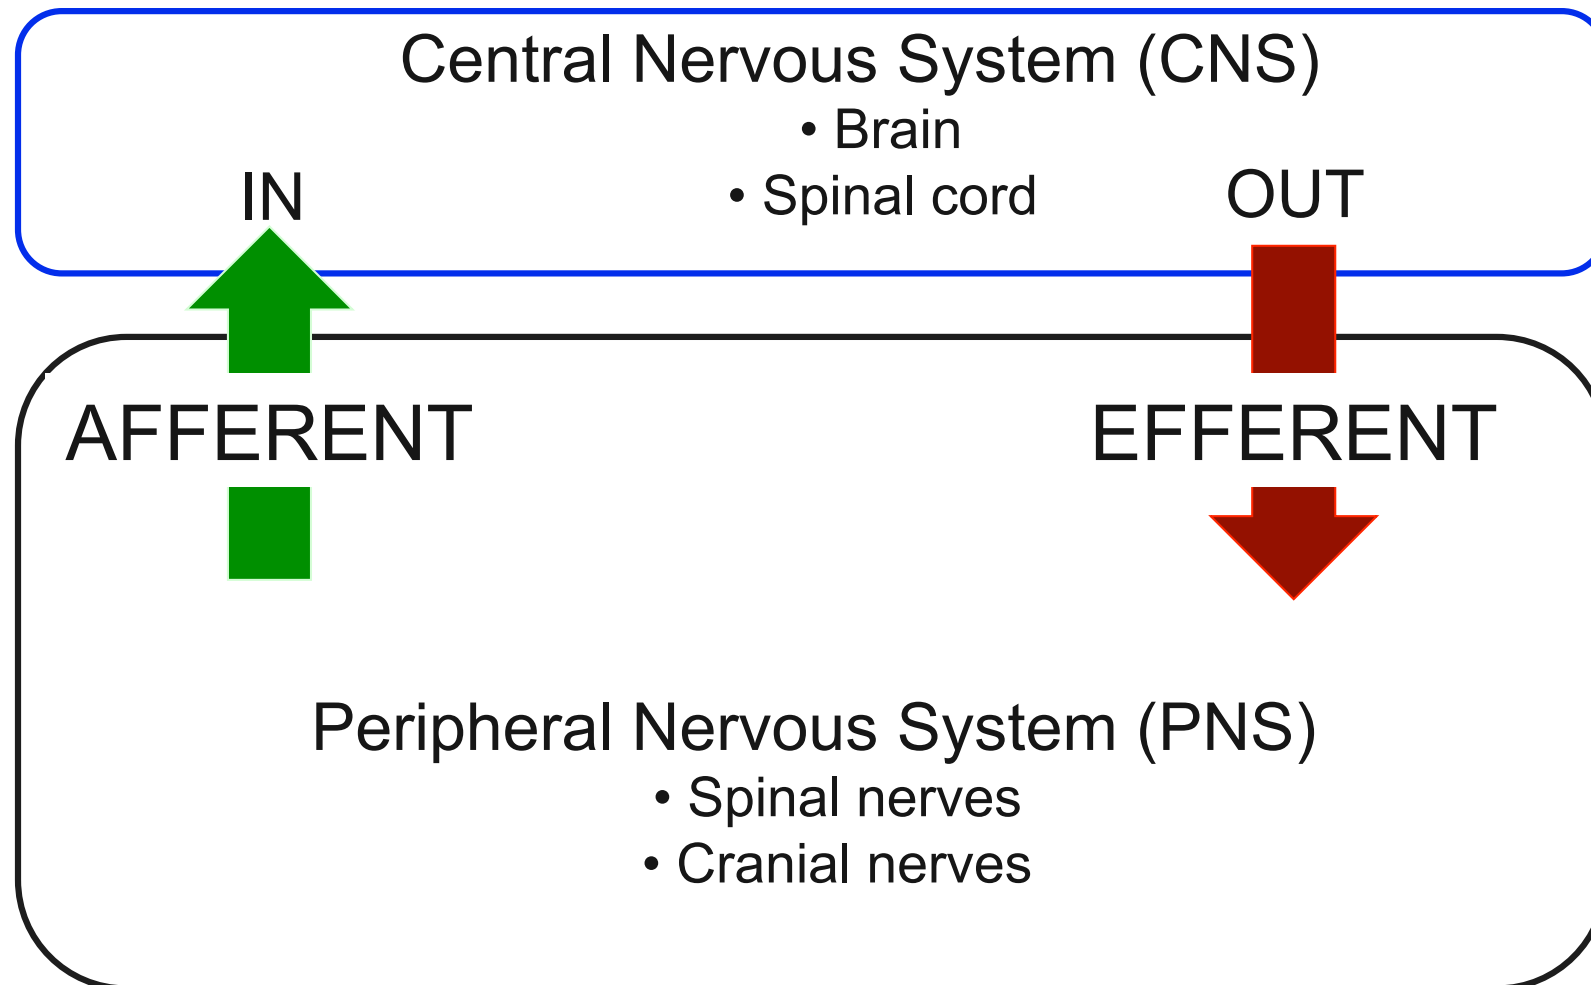 Central Nervous System (CNS)
• Brain
• Spinal cord
IN
OUT
AFFERENT
EFFERENT
Peripheral Nervous System (PNS)
• Spinal nerves
• Cranial nerves